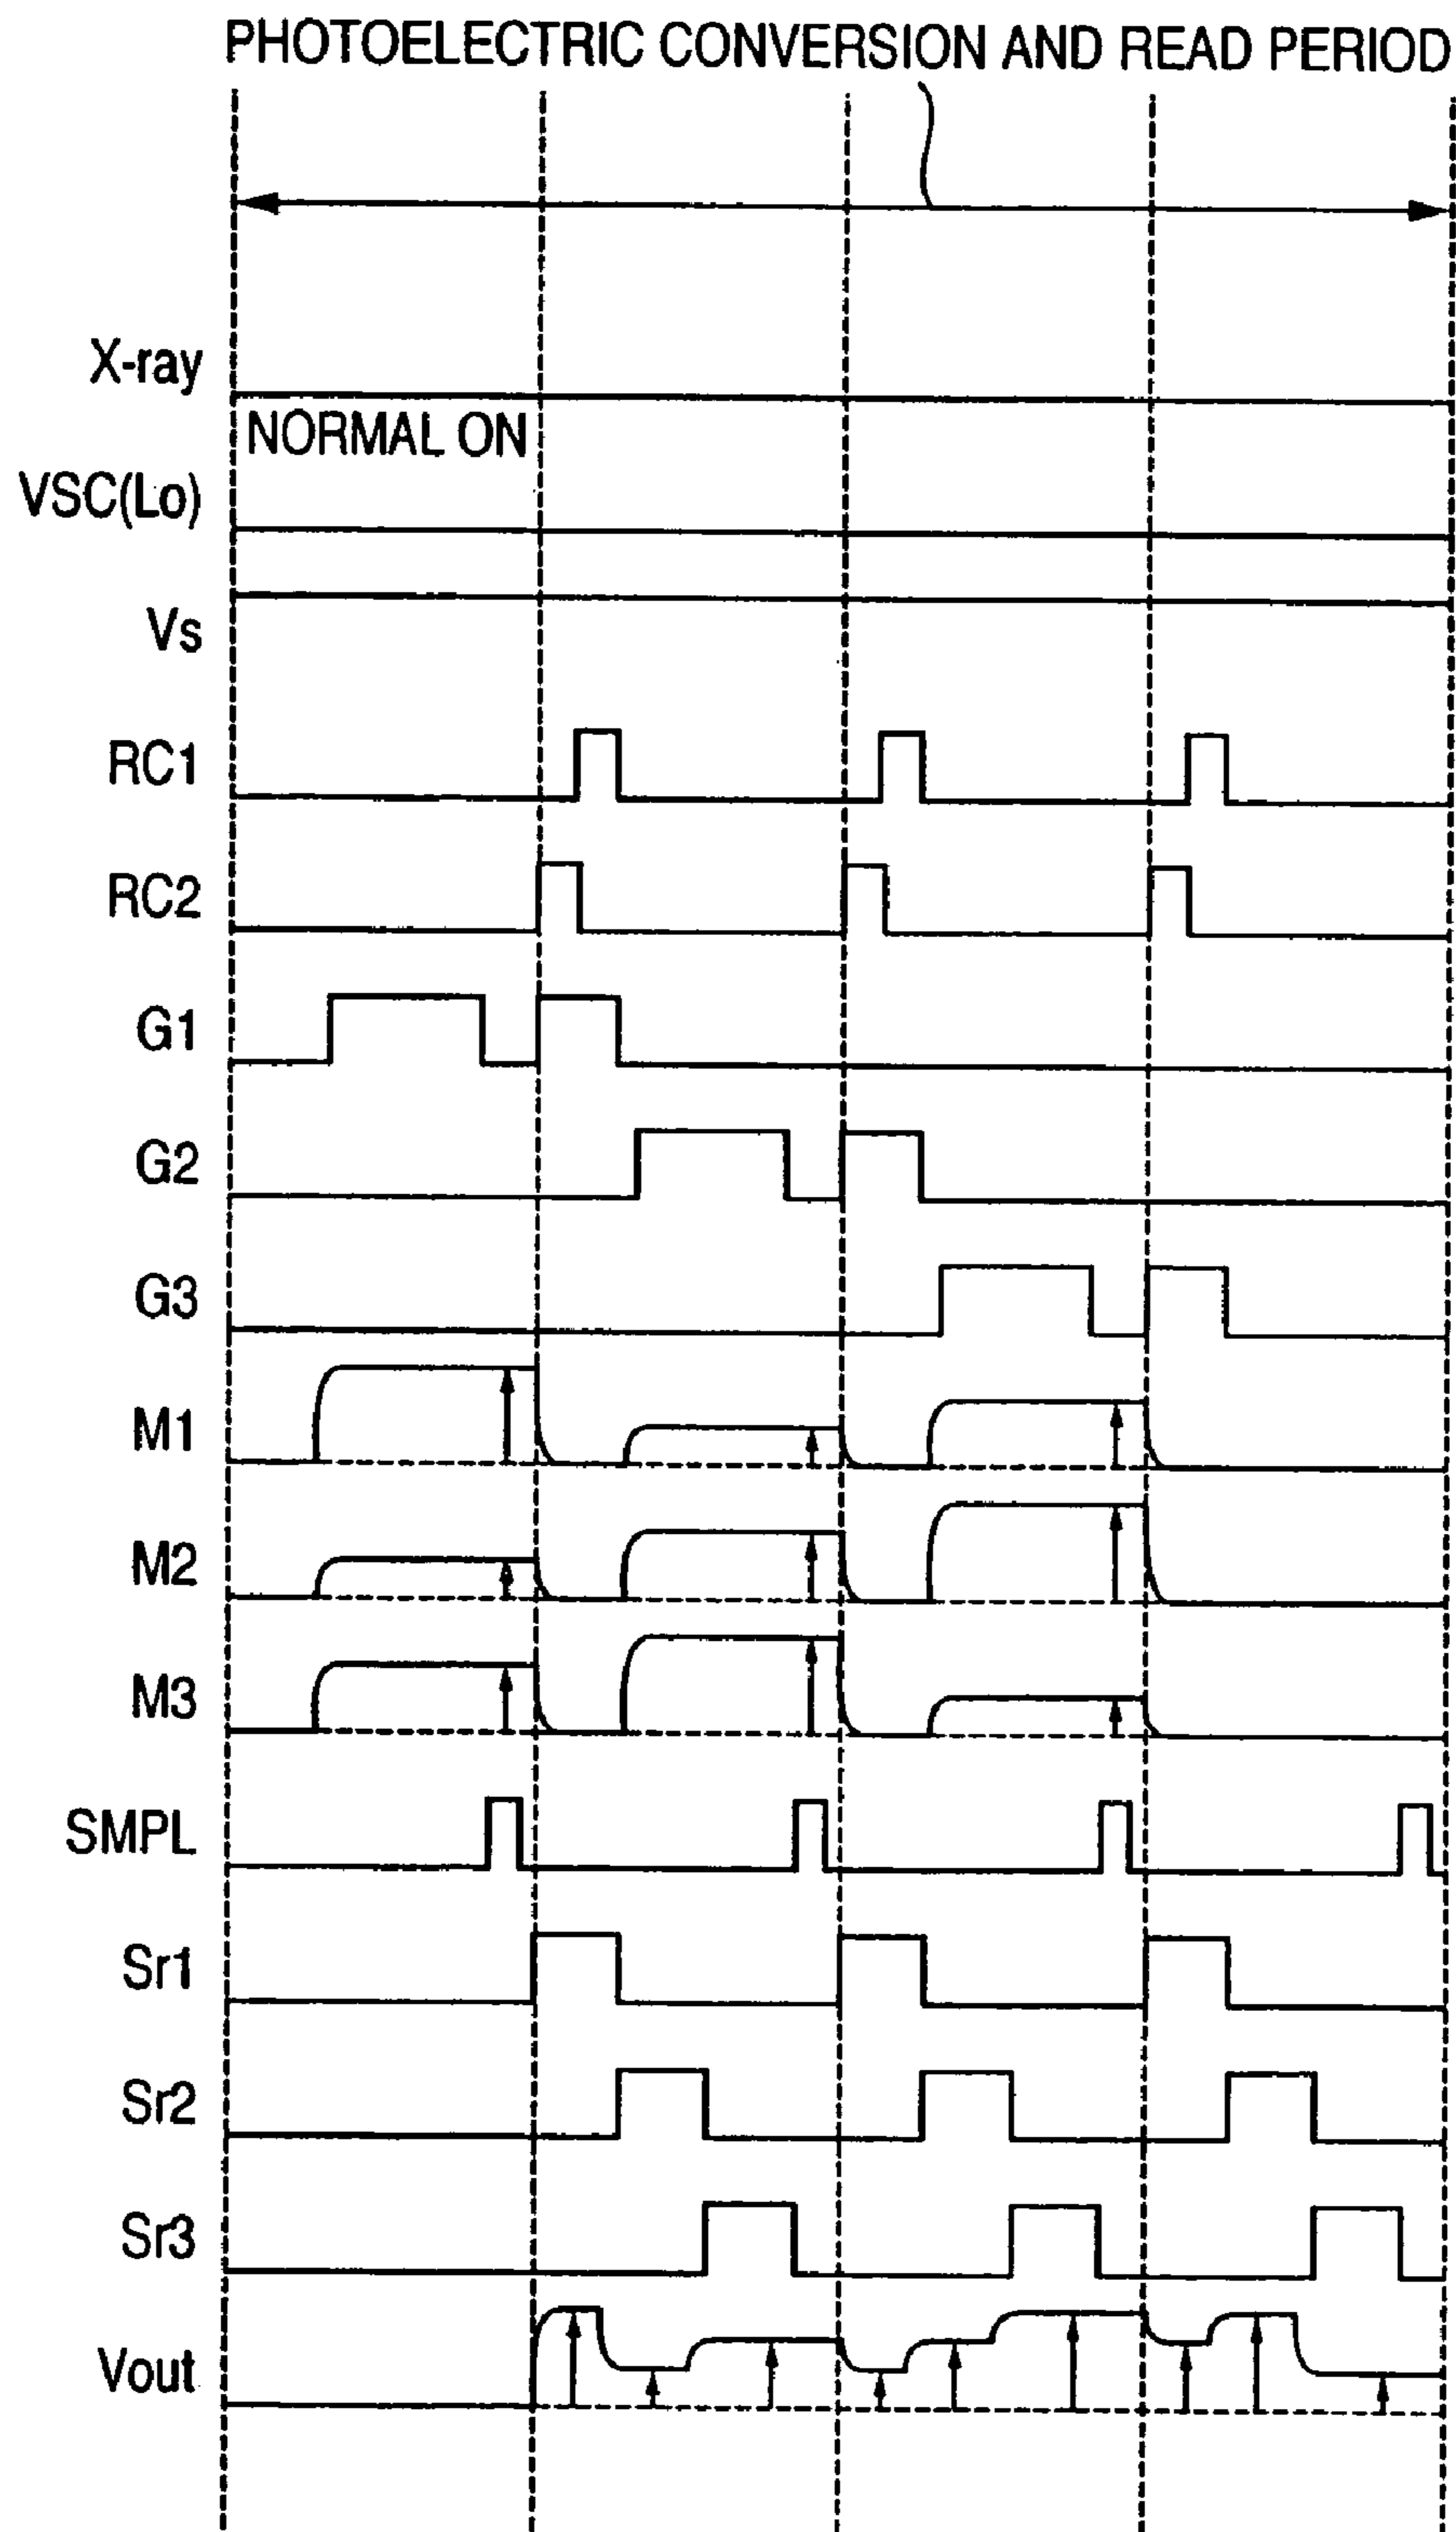 PHOTOELECTRIC CONVERSION AND READ PERIOD
X-ray
NORMAL ON
VSC(Lo)
Vs
RC1
RC2
G1
G2
G3
M1
M2
M3
SMPL
Sr1
Sr2
Sr3
Vout